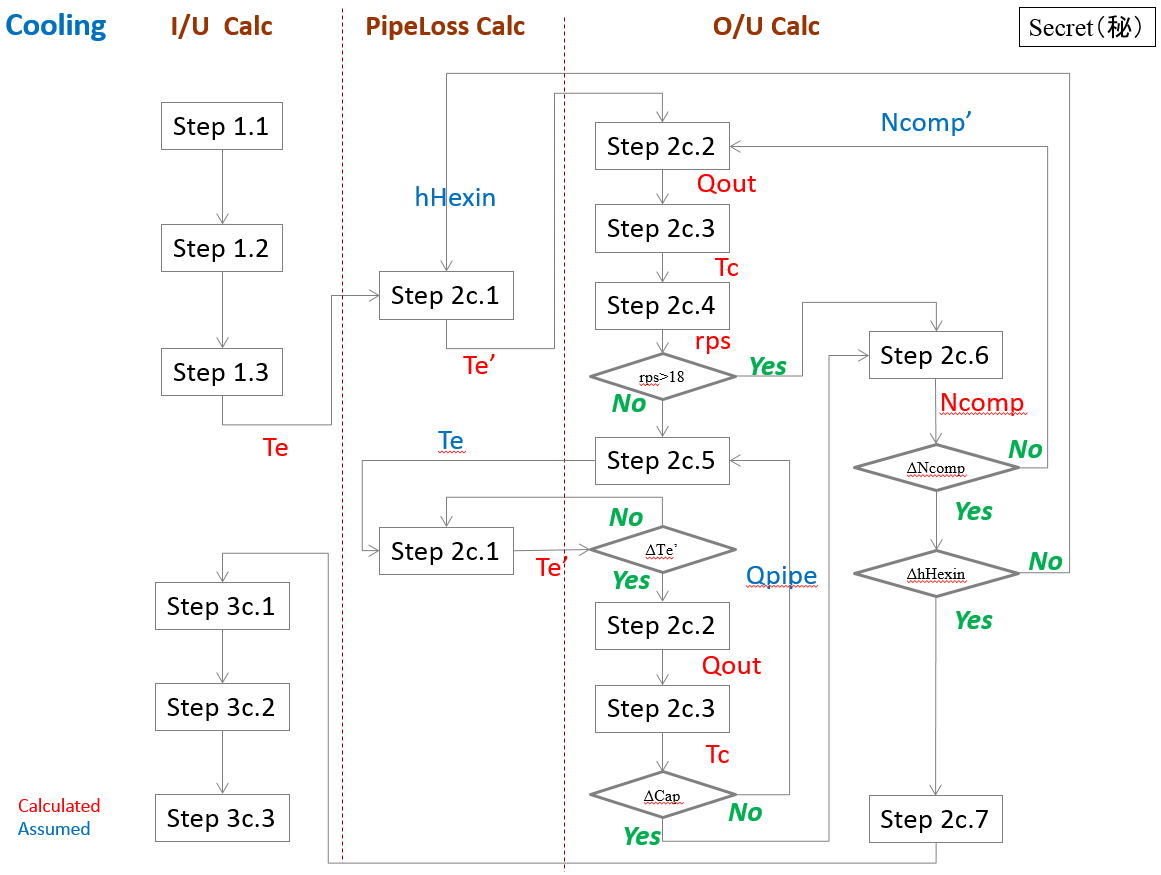 Cooling
I/U Calc
PipeLoss Calc
O/U Calc
Secret（秘）
Step 1.1
Step 1.2
Step 1.3
Te
hHexin
Step 2c.1
Te’
Step 2c.2
Qout
Step 2c.3
Tc
Step 2c.4
rps
rps>18
Yes
No
Ncomp’
Step 2c.6
Ncomp
ΔNcomp
No
Yes
ΔhHexin
No
Yes
Te
Step 2c.5
No
Step 2c.1
Te’
ΔTe’
Yes
Qpipe
Step 2c.2
Qout
Step 2c.3
Tc
ΔCap
No
Yes
Step 2c.7
Step 3c.1
Step 3c.2
Step 3c.3
Calculated
Assumed